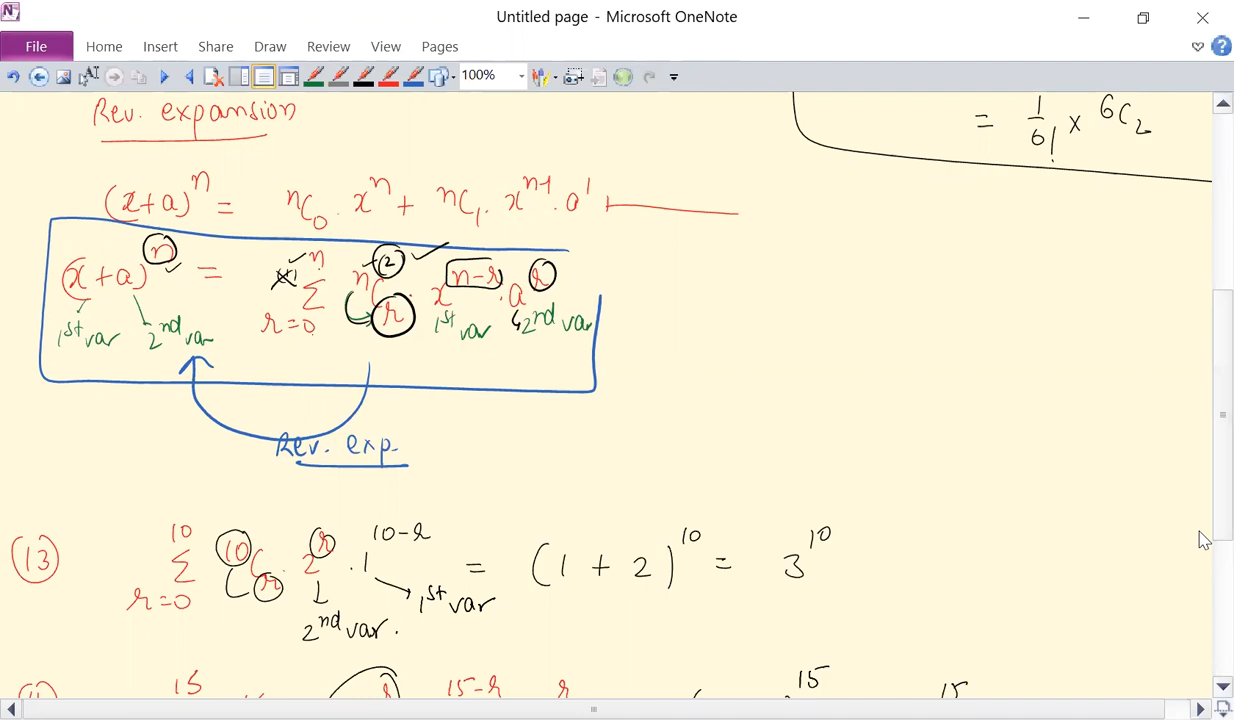 Untitled page - Microsoft OneNote
File Home Insert Share Draw Review View Pages
100%
Rev. expansion
= 1/6! × 6C2
(x+a)^n = nC0 . x^n + nC1 . x^(n-1) . a^1 + ———
(x+a)^n = n Σ r=0 nCr . x^(n-r) . a^r
2
1st var 2nd var 1st var 2nd var
Rev. exp.
(13) 10 Σ r=0 10Cr . 2^r . 1^(10-r) = (1 + 2)^10 = 3^10
1st var
2nd var.
15 15-r r 15 15